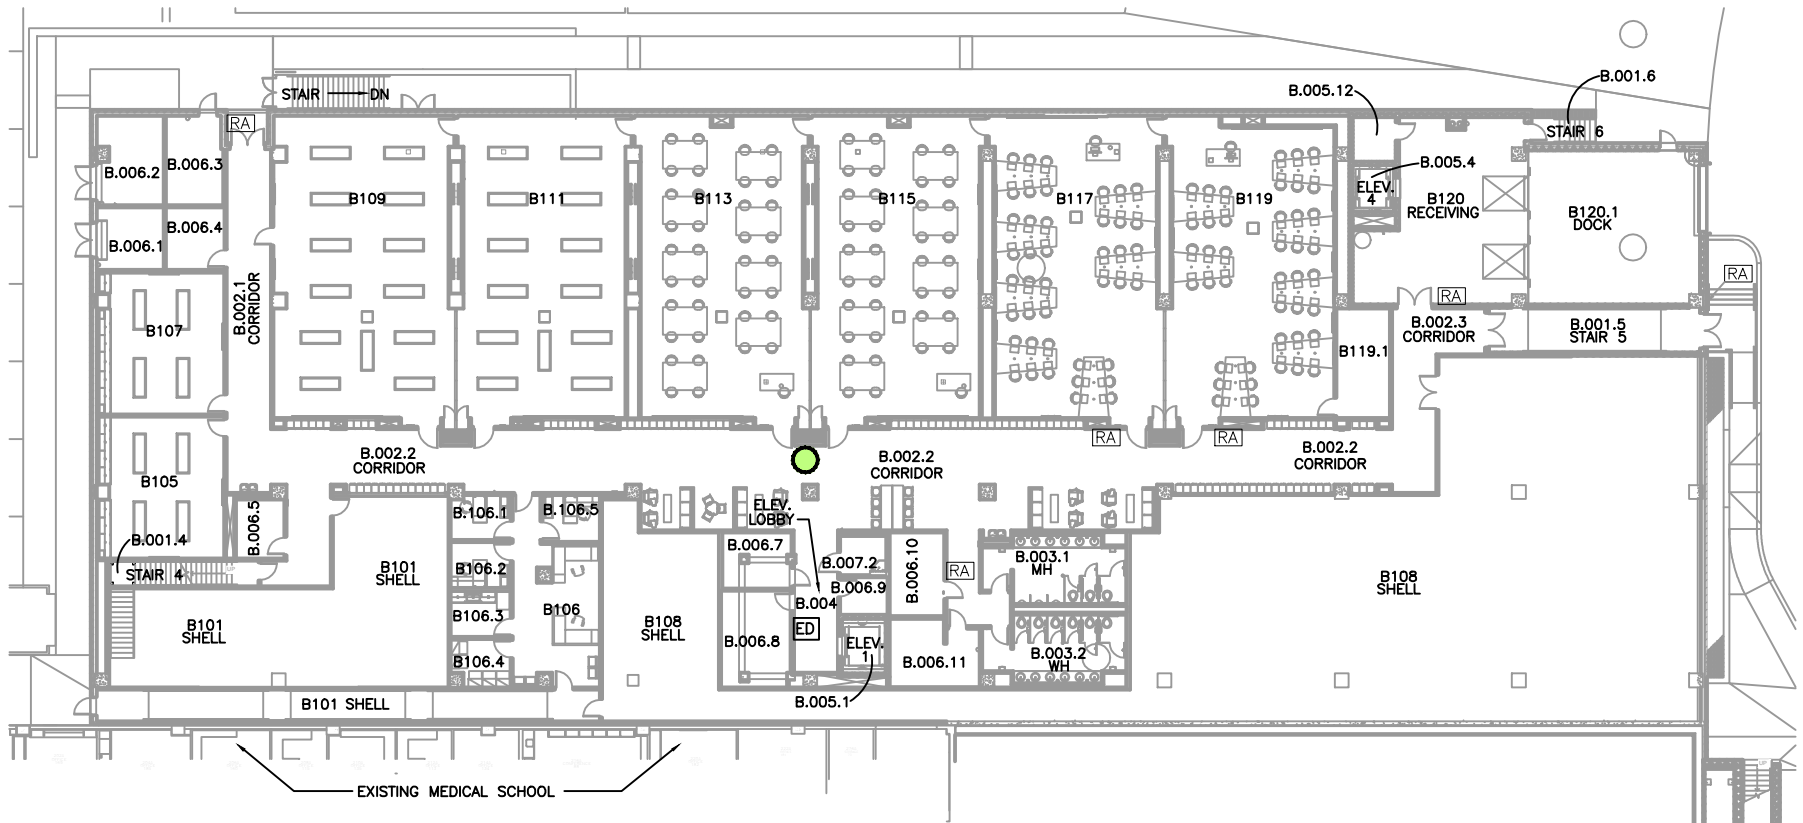 B.001.6
B.005.12
STAIR
DN
RA
STAIR 6
B.006.2
B.006.3
B.005.4
ELEV.
4
B109
B111
B113
B115
B117
B119
B120
RECEIVING
B120.1
DOCK
B.006.1
B.006.4
RA
RA
B.002.1
CORRIDOR
B107
B.002.3
CORRIDOR
B.001.5
STAIR 5
B119.1
RA
RA
B.002.2
CORRIDOR
B.002.2
CORRIDOR
B.002.2
CORRIDOR
B105
B.006.5
B.106.1
B.106.5
ELEV.
LOBBY
B.001.4
STAIR 4
UP
B101
SHELL
B106.2
B.006.7
B.007.2
B.006.9
B.006.10
RA
B.003.1
MH
B108
SHELL
B101
SHELL
B106.3
B106
B108
SHELL
B.004
ED
B.006.8
ELEV.
1
B.006.11
B.003.2
WH
B106.4
B101 SHELL
B.005.1
EXISTING MEDICAL SCHOOL
UP